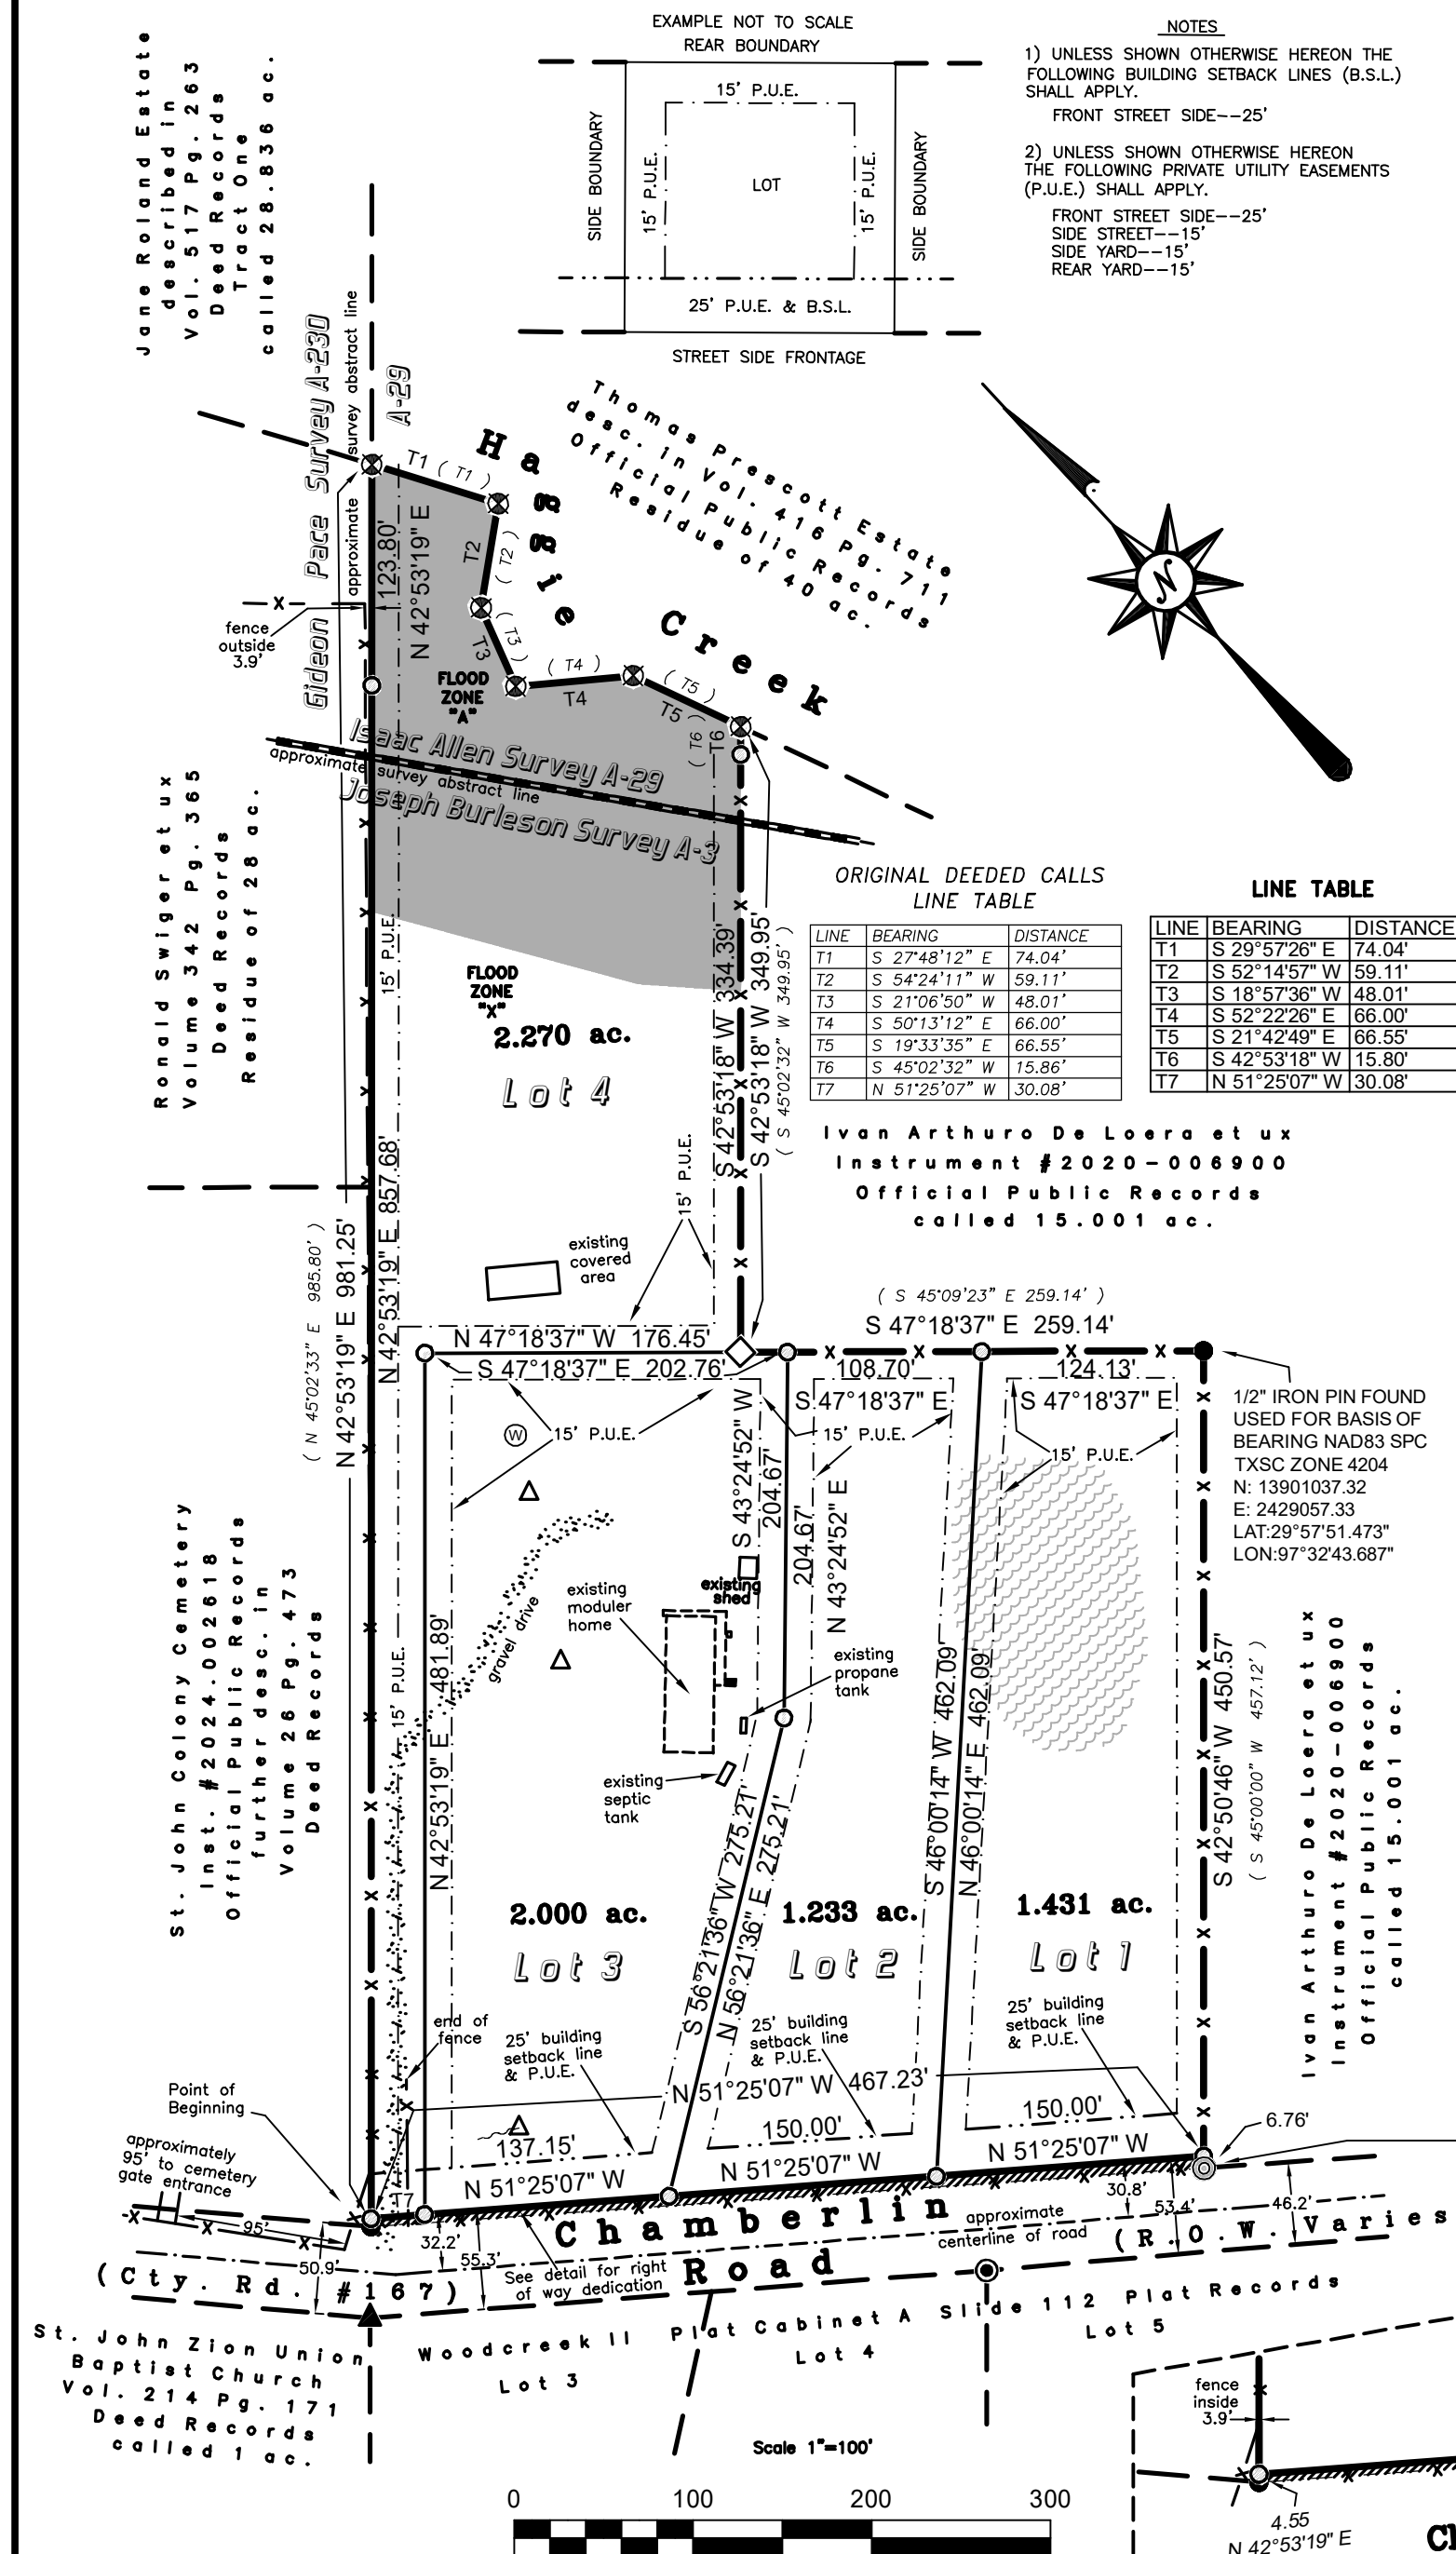 EXAMPLE NOT TO SCALE
REAR BOUNDARY
15' P.U.E.
SIDE BOUNDARY
15' P.U.E.
LOT
15' P.U.E.
SIDE BOUNDARY
25' P.U.E. & B.S.L.
STREET SIDE FRONTAGE
NOTES
1) UNLESS SHOWN OTHERWISE HEREON THE
FOLLOWING BUILDING SETBACK LINES (B.S.L.)
SHALL APPLY.
FRONT STREET SIDE--25'
2) UNLESS SHOWN OTHERWISE HEREON
THE FOLLOWING PRIVATE UTILITY EASEMENTS
(P.U.E.) SHALL APPLY.
FRONT STREET SIDE--25'
SIDE STREET--15'
SIDE YARD--15'
REAR YARD--15'
Jane Roland Estate
described in
Vol. 517 Pg. 263
Deed Records
Tract One
called 28.836 ac.
Gideon Pace Survey A-230
approximate survey abstract line
A-29
Haggie Creek
Thomas Prescott Estate
desc. in Vol. 416 Pg. 711
Official Public Records
Residue of 40 ac.
N
T1 ( T1 )
T2 ( T2 )
T3 ( T3 )
( T4 )
T4
( T5 )
T5
( T6 )
T6
123.80'
N 42°53'19" E
fence
outside
3.9'
FLOOD
ZONE
"A"
Isaac Allen Survey A-29
approximate survey abstract line
Joseph Burleson Survey A-3
Ronald Swiger et ux
Volume 342 Pg. 365
Deed Records
Residue of 28 ac.
15' P.U.E.
FLOOD
ZONE
"X"
2.270 ac.
Lot 4
S 42°53'18" W 334.39'
S 42°53'18" W 349.95'
( S 45°02'32" W 349.95' )
ORIGINAL DEEDED CALLS
LINE TABLE
LINE BEARING DISTANCE
T1 S 27°48'12" E 74.04'
T2 S 54°24'11" W 59.11'
T3 S 21°06'50" W 48.01'
T4 S 50°13'12" E 66.00'
T5 S 19°33'35" E 66.55'
T6 S 45°02'32" W 15.86'
T7 N 51°25'07" W 30.08'
LINE TABLE
LINE BEARING DISTANCE
T1 S 29°57'26" E 74.04'
T2 S 52°14'57" W 59.11'
T3 S 18°57'36" W 48.01'
T4 S 52°22'26" E 66.00'
T5 S 21°42'49" E 66.55'
T6 S 42°53'18" W 15.80'
T7 N 51°25'07" W 30.08'
Ivan Arthuro De Loera et ux
Instrument #2020-006900
Official Public Records
called 15.001 ac.
15' P.U.E.
existing
covered
area
( N 45°02'33" E 985.80' )
N 42°53'19" E 981.25'
N 42°53'19" E 857.68'
N 47°18'37" W 176.45'
S 47°18'37" E 202.76'
( S 45°09'23" E 259.14' )
S 47°18'37" E 259.14'
108.70'
S 47°18'37" E
124.13'
S 47°18'37" E
1/2" IRON PIN FOUND
USED FOR BASIS OF
BEARING NAD83 SPC
TXSC ZONE 4204
N: 13901037.32
E: 2429057.33
LAT:29°57'51.473"
LON:97°32'43.687"
W
15' P.U.E.
15' P.U.E.
15' P.U.E.
S 43°24'52" W
204.67'
204.67'
N 43°24'52" E
St. John Colony Cemetery
Inst. #2024.002618
Official Public Records
further desc. in
Volume 26 Pg. 473
Deed Records
gravel drive
existing
shed
existing
moduler
home
existing
propane
tank
existing
septic
tank
15' P.U.E.
N 42°53'19" E 481.89'
S 56°21'36" W 275.21'
N 56°21'36" E 275.21'
S 46°00'14" W 462.09'
N 46°00'14" E 462.09'
S 42°50'46" W 450.57'
( S 45°00'00" W 457.12' )
Ivan Arthuro De Loera et ux
Instrument #2020-006900
Official Public Records
called 15.001 ac.
2.000 ac.
Lot 3
1.233 ac.
Lot 2
1.431 ac.
Lot 1
end of
fence
25' building
setback line
& P.U.E.
25' building
setback line
& P.U.E.
25' building
setback line
& P.U.E.
N 51°25'07" W 467.23'
Point of
Beginning
approximately
95' to cemetery
gate entrance
95'
T7
137.15'
N 51°25'07" W
150.00'
N 51°25'07" W
150.00'
N 51°25'07" W
6.76'
50.9'
32.2'
55.3'
30.8'
53.4'
46.2'
Chamberlin
Road
(Cty. Rd. #167)
See detail for right
of way dedication
approximate
centerline of road
(R.O.W. Varies
St. John Zion Union
Baptist Church
Vol. 214 Pg. 171
Deed Records
called 1 ac.
Woodcreek II Plat Cabinet A Slide 112 Plat Records
Lot 3
Lot 4
Lot 5
Scale 1"=100'
0 100 200 300
fence
inside
3.9'
4.55
N 42°53'19" E